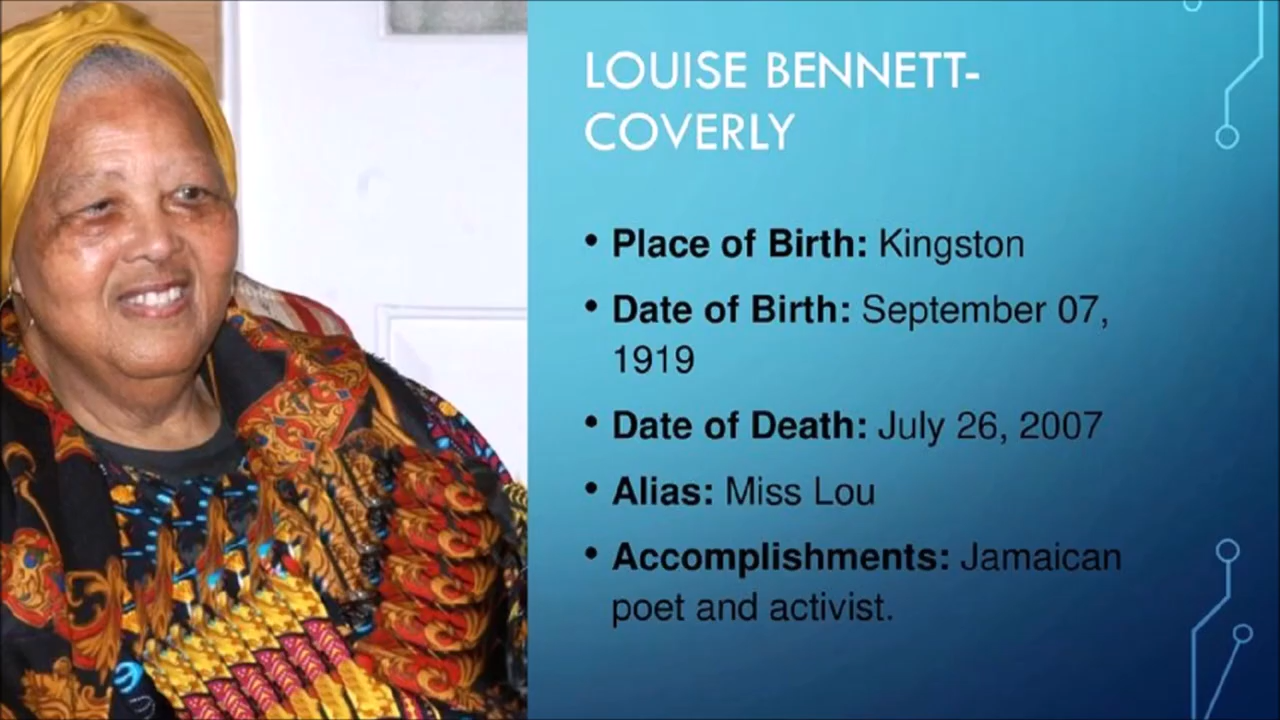 LOUISE BENNETT-
COVERLY
• Place of Birth: Kingston
• Date of Birth: September 07,
1919
• Date of Death: July 26, 2007
• Alias: Miss Lou
• Accomplishments: Jamaican
poet and activist.